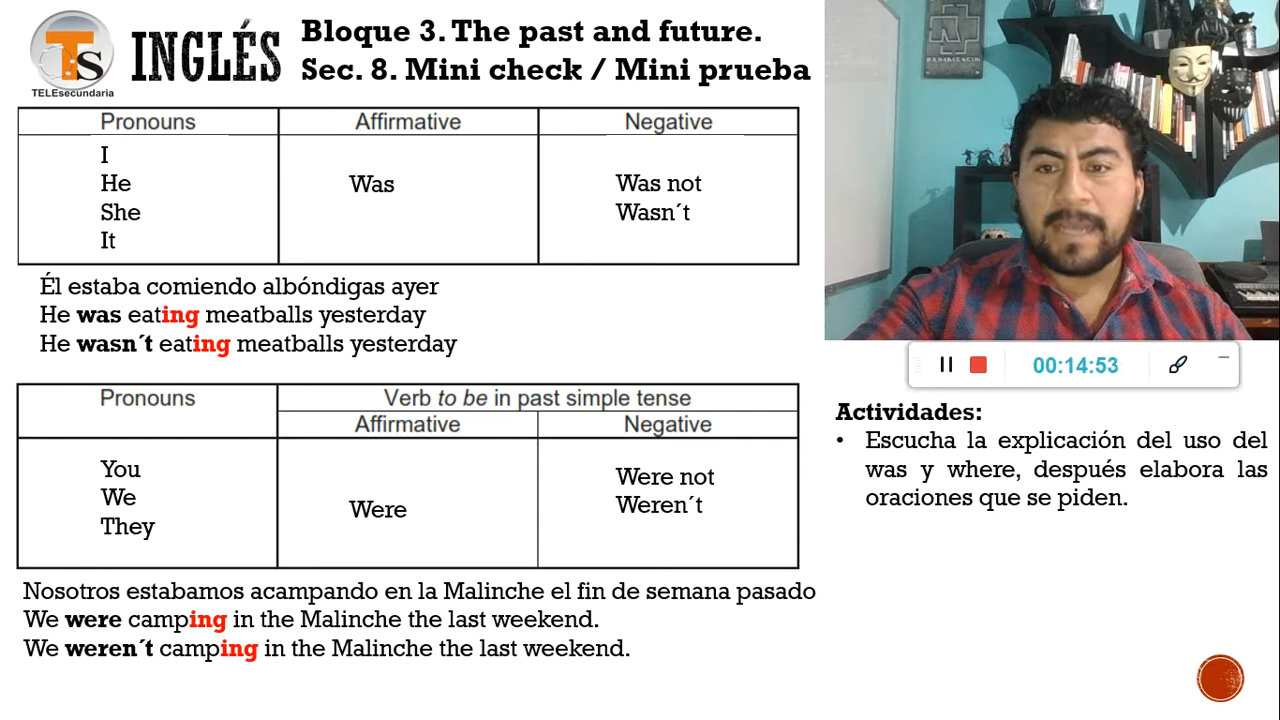 TS
TELEsecundaria
INGLÉS
Bloque 3. The past and future.
Sec. 8. Mini check / Mini prueba
Pronouns Affirmative Negative
I
He
She
It
Was
Was not
Wasn´t
Él estaba comiendo albóndigas ayer
He was eating meatballs yesterday
He wasn´t eating meatballs yesterday
Pronouns Verb to be in past simple tense
Affirmative Negative
You
We
They
Were
Were not
Weren´t
Nosotros estabamos acampando en la Malinche el fin de semana pasado
We were camping in the Malinche the last weekend.
We weren´t camping in the Malinche the last weekend.
RAMMSTEIN
00:14:53
Actividades:
• Escucha la explicación del uso del
was y where, después elabora las
oraciones que se piden.